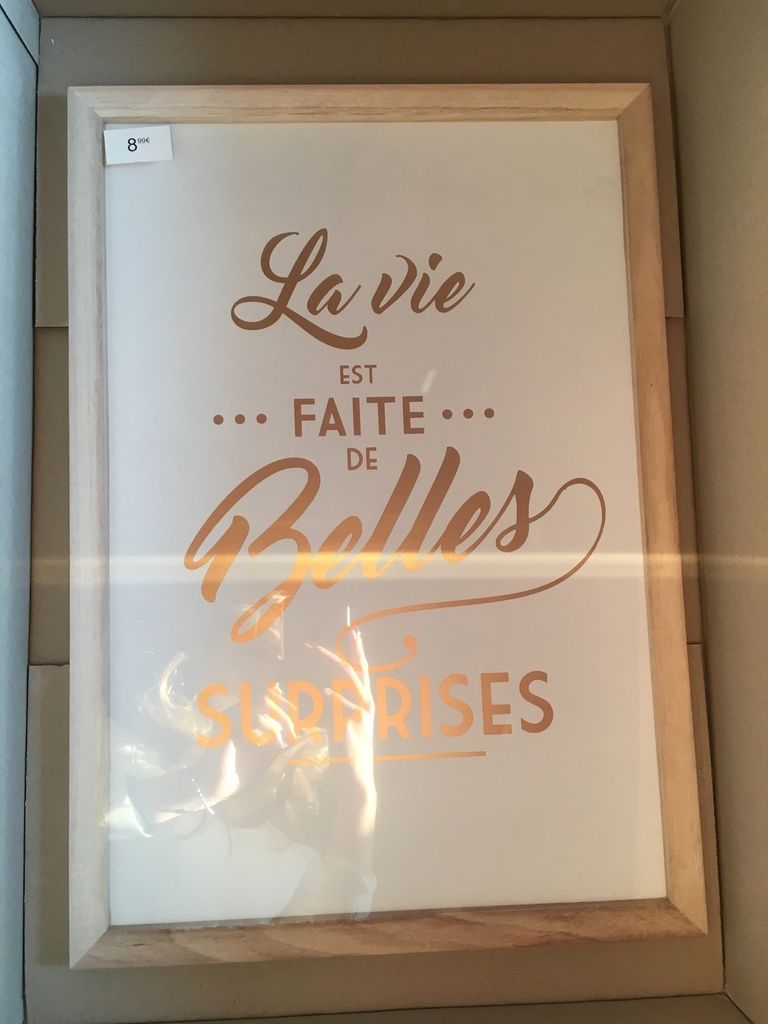 8 99€
La vie
EST
••• FAITE •••
DE
Belles
SURPRISES